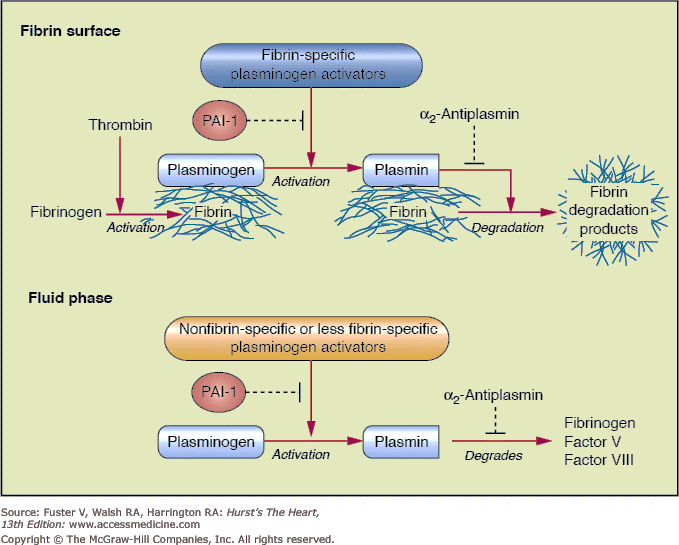 Fibrin surface
Fibrin-specific
plasminogen activators
PAI-1
α2-Antiplasmin
Thrombin
Plasminogen
Activation
Plasmin
Fibrinogen
Activation
Fibrin
Fibrin
Degradation
Fibrin
degradation
products
Fluid phase
Nonfibrin-specific or less fibrin-specific
plasminogen activators
PAI-1
α2-Antiplasmin
Plasminogen
Activation
Plasmin
Degrades
Fibrinogen
Factor V
Factor VIII
Source: Fuster V, Walsh RA, Harrington RA: Hurst's The Heart,
13th Edition: www.accessmedicine.com
Copyright © The McGraw-Hill Companies, Inc. All rights reserved.